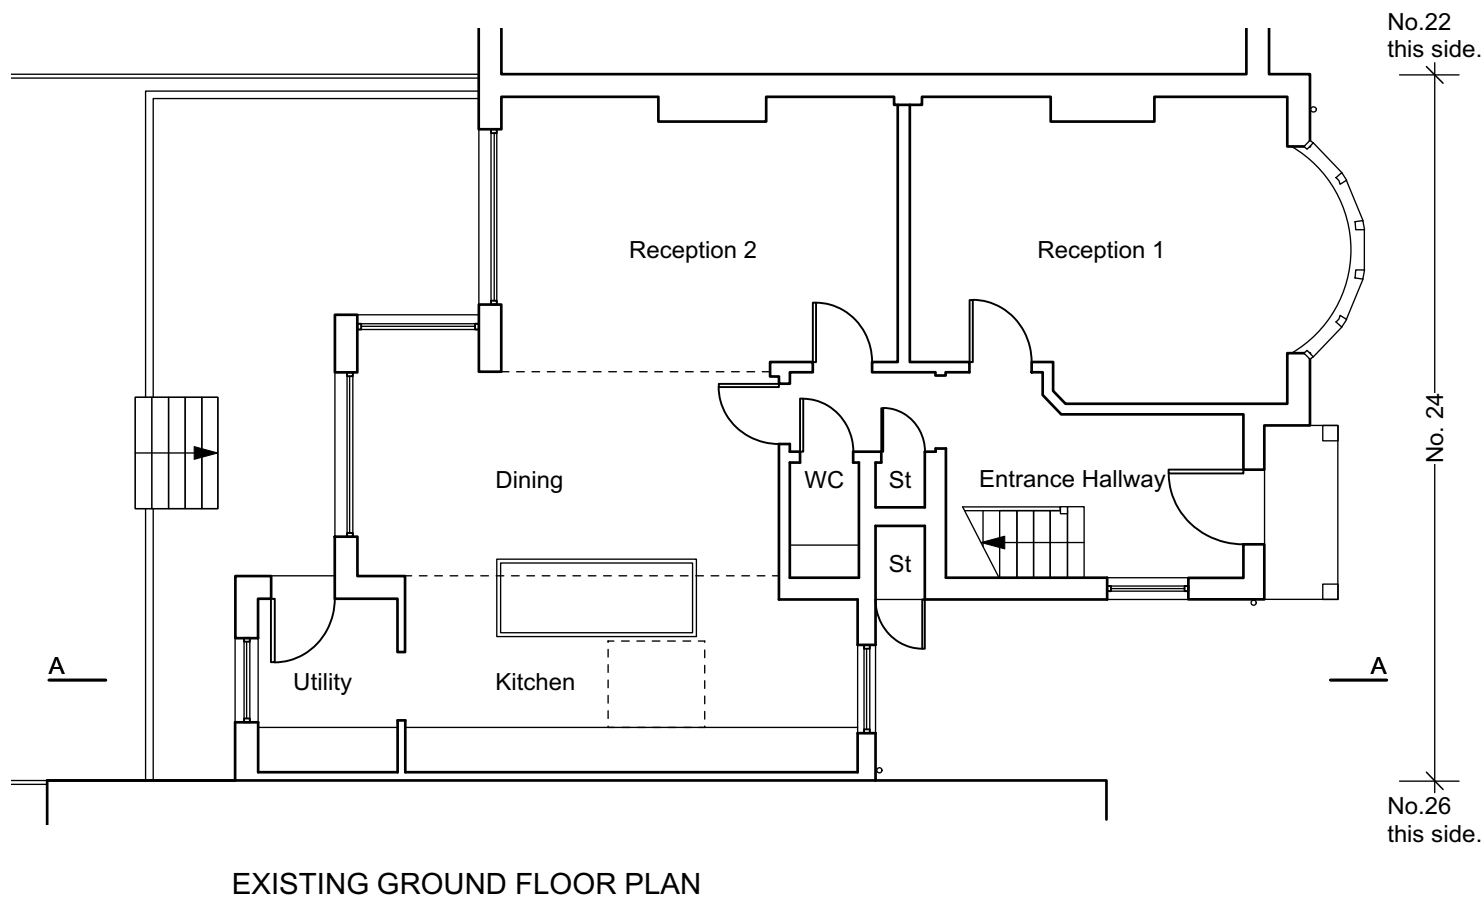 No.22
this side.
Reception 2
Reception 1
No. 24
Dining
WC
St
Entrance Hallway
St
A
Utility
Kitchen
A
No.26
this side.
EXISTING GROUND FLOOR PLAN